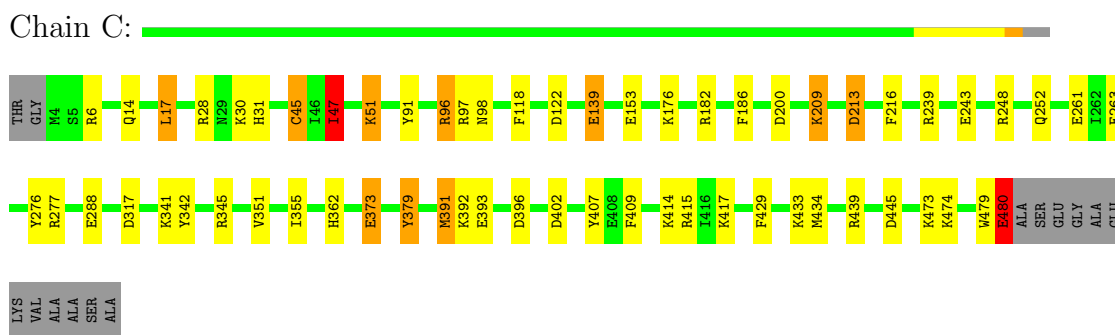 Chain C:
THR GLY M4 S5 R6 Q14 L17 R28 N29 K30 H31 C45 I46 I47 K51 Y91 R96 R97 N98 F118 D122 E139 E153 K176 R182 F186 D200 K209 D213 F216 R239 E243 R248 Q252 E261 I262
Y276 R277 E288 D317 K341 Y342 R345 V351 I355 H362 E373 Y379 M391 K392 E393 D396 D402 Y407 E408 F409 K414 R415 I416 K417 F429 K433 M434 R439 D445 K473 K474 W479 E480 ALA SER GLU GLY ALA GLU
LYS VAL ALA ALA SER ALA